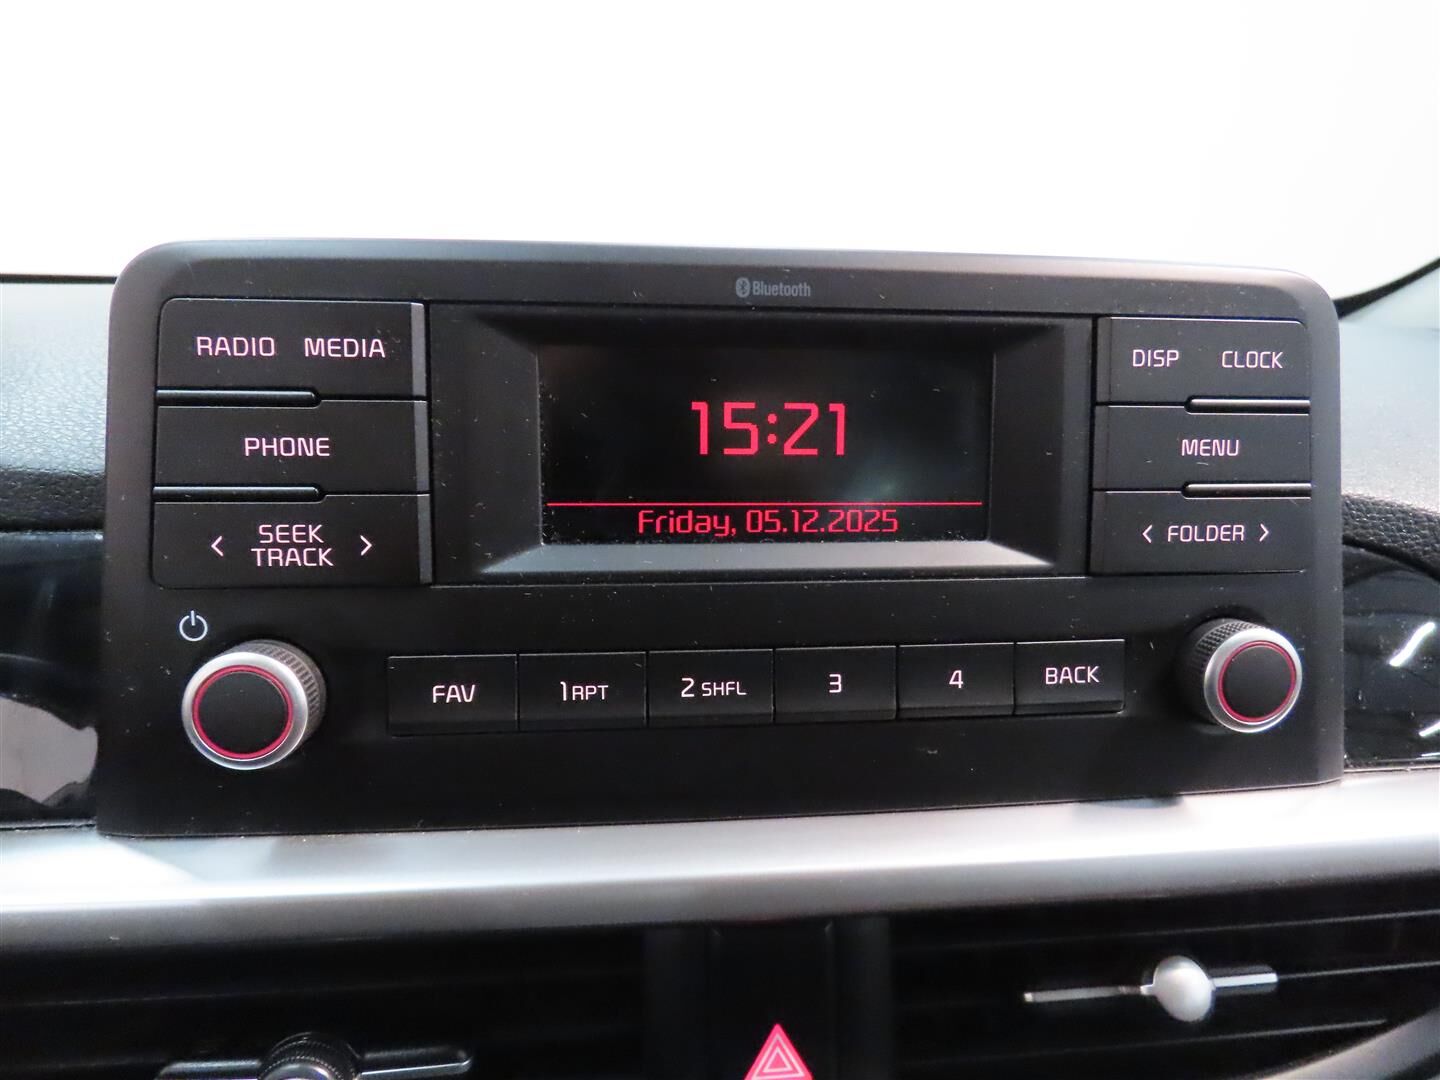 Bluetooth
RADIO MEDIA
DISP CLOCK
15:21
PHONE
MENU
Friday, 05.12.2025
< SEEK TRACK >
< FOLDER >
FAV
1 RPT
2 SHFL
3
4
BACK